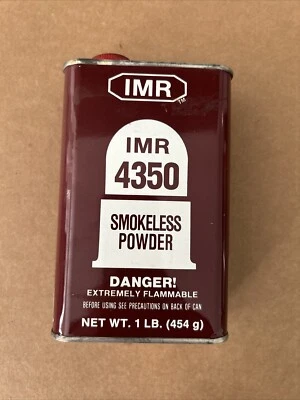 IMR
TM
IMR
4350
SMOKELESS
POWDER
DANGER!
EXTREMELY FLAMMABLE
BEFORE USING SEE PRECAUTIONS ON BACK OF CAN
NET WT. 1 LB. (454 g)